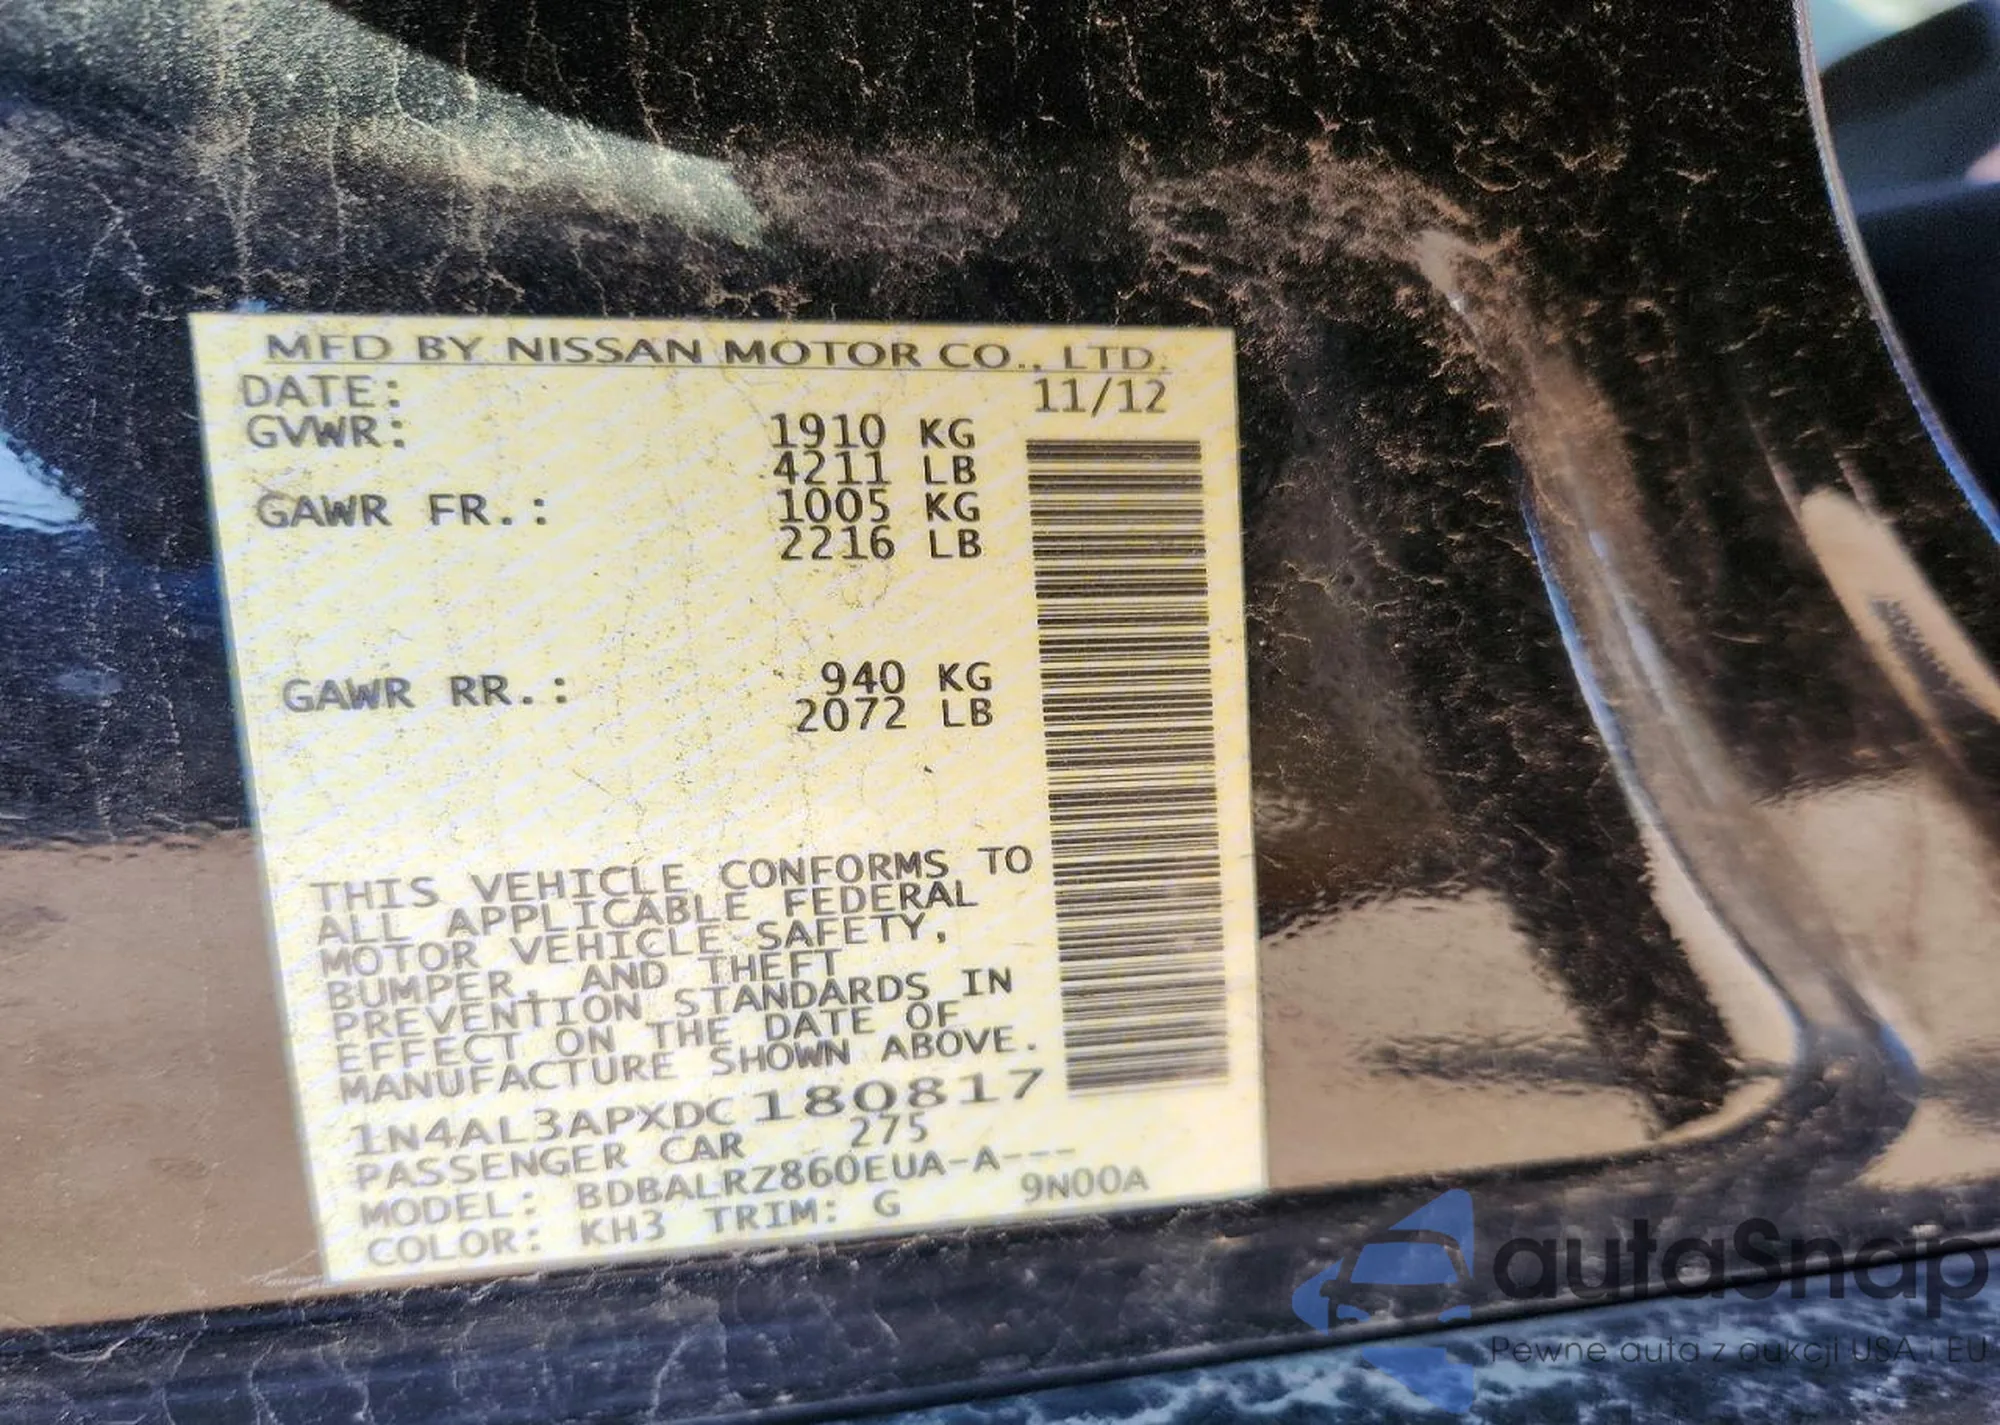 MFD BY NISSAN MOTOR CO., LTD.
DATE: 11/12
GVWR: 1910 KG
4211 LB
GAWR FR.: 1005 KG
2216 LB
GAWR RR.: 940 KG
2072 LB
THIS VEHICLE CONFORMS TO
ALL APPLICABLE FEDERAL
MOTOR VEHICLE SAFETY,
BUMPER, AND THEFT
PREVENTION STANDARDS IN
EFFECT ON THE DATE OF
MANUFACTURE SHOWN ABOVE.
1N4AL3APXDC180817
PASSENGER CAR 275
MODEL: BDBALRZ860EUA-A---
COLOR: KH3 TRIM: G 9N00A
autaSnap
Pewne auta z aukcji USA i EU